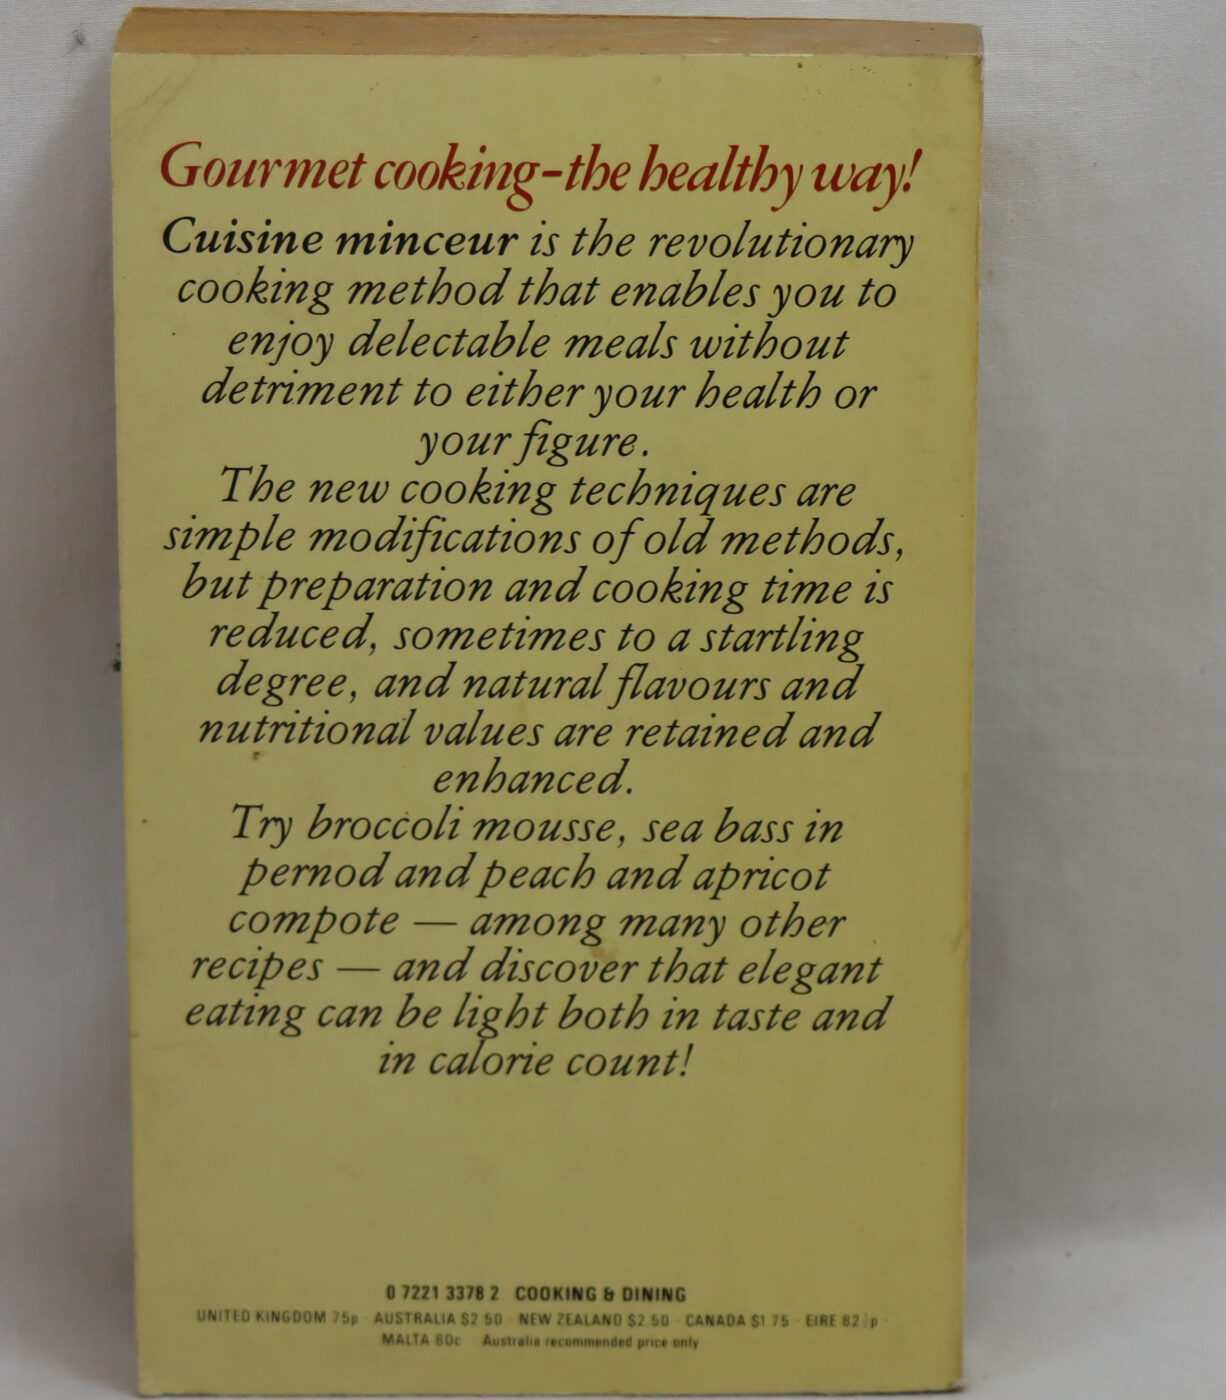 Gourmet cooking-the healthy way!
Cuisine minceur is the revolutionary
cooking method that enables you to
enjoy delectable meals without
detriment to either your health or
your figure.
The new cooking techniques are
simple modifications of old methods,
but preparation and cooking time is
reduced, sometimes to a startling
degree, and natural flavours and
nutritional values are retained and
enhanced.
Try broccoli mousse, sea bass in
pernod and peach and apricot
compote — among many other
recipes — and discover that elegant
eating can be light both in taste and
in calorie count!
0 7221 3378 2 COOKING & DINING
UNITED KINGDOM 75p · AUSTRALIA $2.50 · NEW ZEALAND $2.50 · CANADA $1.75 · EIRE
MALTA 80c Australia recommended price only